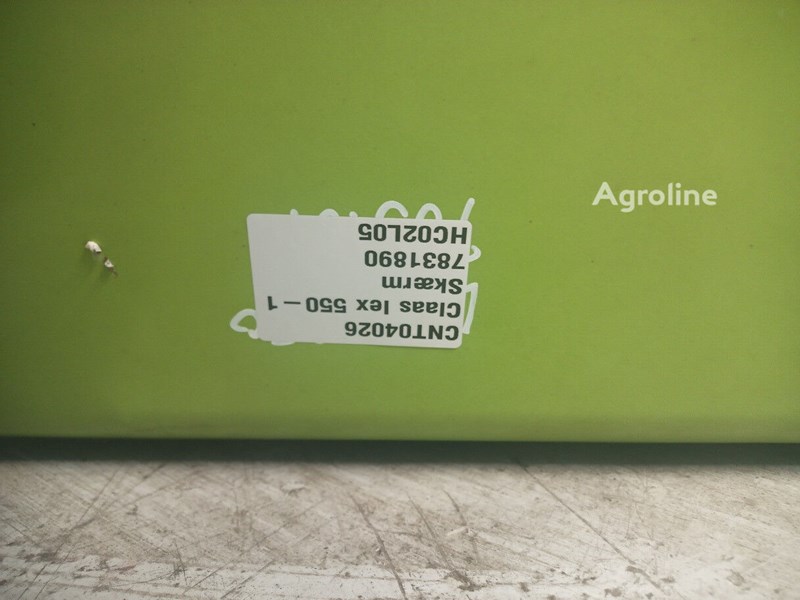 CNT04026
Claas lex 550 – 1
Skærm
7831890
HC02L05
Agroline